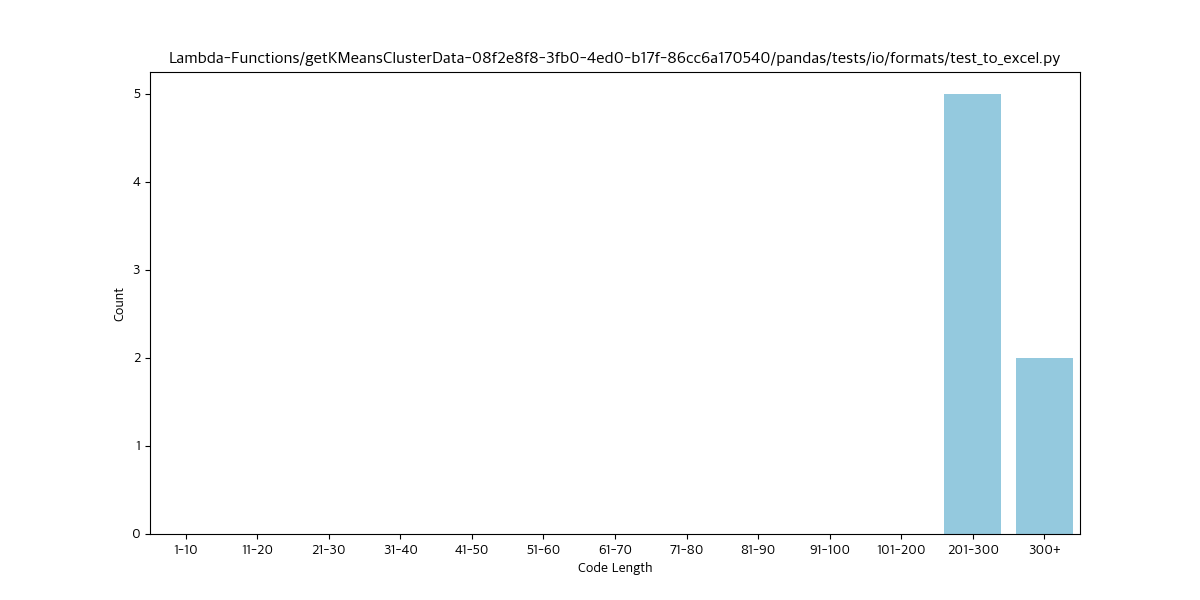 Lambda-Functions/getKMeansClusterData-08f2e8f8-3fb0-4ed0-b17f-86cc6a170540/pandas/tests/io/formats/test_to_excel.py
5
4
3
2
1
0
Count
1-10 11-20 21-30 31-40 41-50 51-60 61-70 71-80 81-90 91-100 101-200 201-300 300+
Code Length